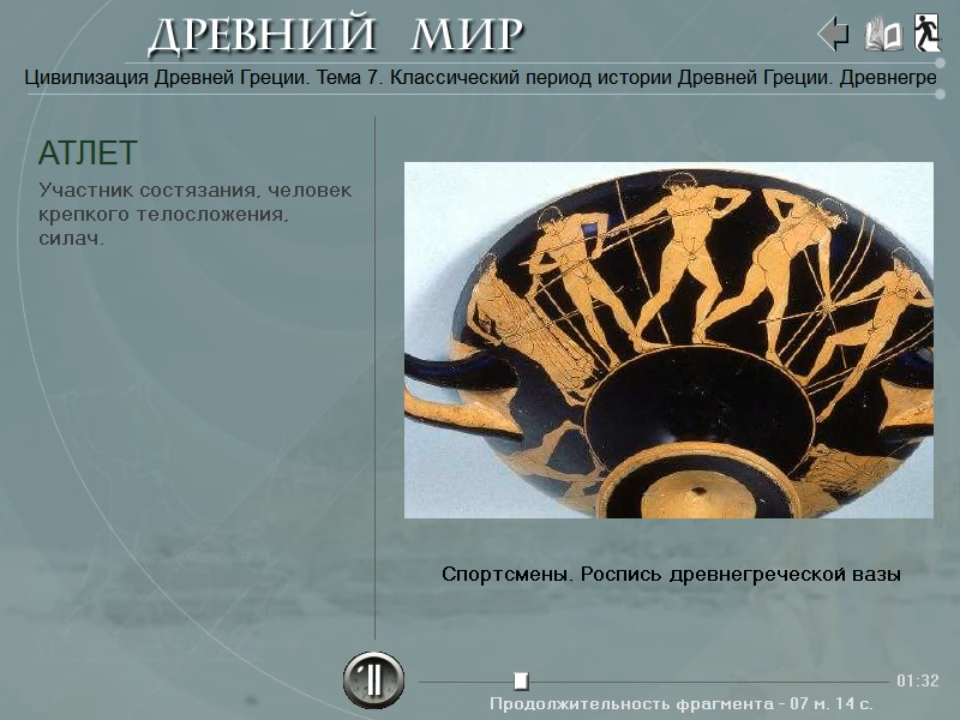 ДРЕВНИЙ МИР
Цивилизация Древней Греции. Тема 7. Классический период истории Древней Греции. Древнегре
АТЛЕТ
Участник состязания, человек
крепкого телосложения,
силач.
Спортсмены. Роспись древнегреческой вазы
01:32
Продолжительность фрагмента - 07 м. 14 с.